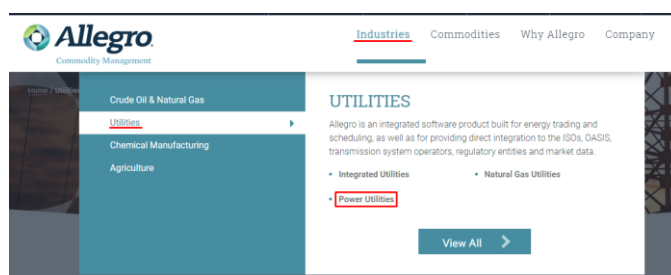 Allegro.
Commodity Management
Industries Commodities Why Allegro Company
Home / Utilities
Crude Oil & Natural Gas
Utilities
Chemical Manufacturing
Agriculture
UTILITIES
Allegro is an integrated software product built for energy trading and
scheduling, as well as for providing direct integration to the ISOs, OASIS,
transmission system operators, regulatory entities and market data.
• Integrated Utilities • Natural Gas Utilities
• Power Utilities
View All